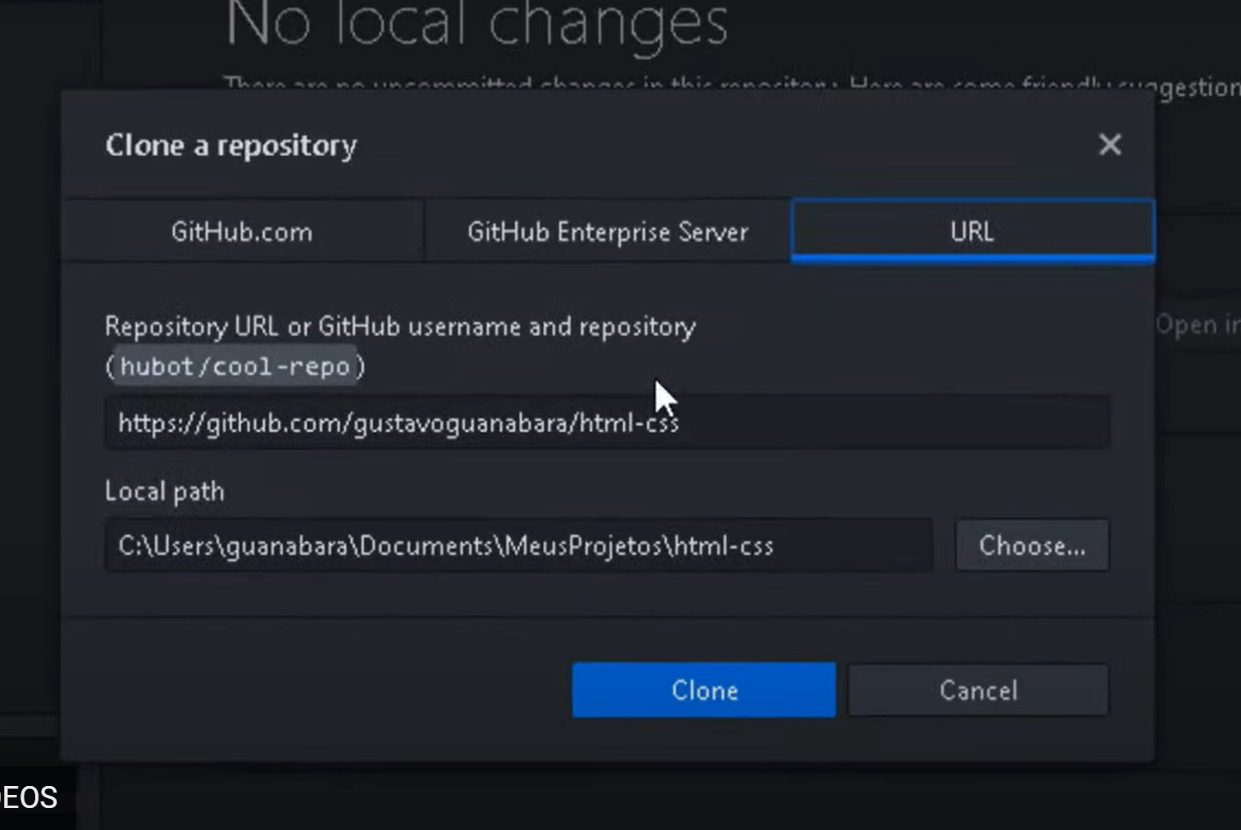 No local changes
There are no uncommitted changes in this repository. Here are some friendly suggestion
Clone a repository
GitHub.com
GitHub Enterprise Server
URL
Repository URL or GitHub username and repository
(hubot/cool-repo)
Open in
https://github.com/gustavoguanabara/html-css
Local path
C:\Users\guanabara\Documents\MeusProjetos\html-css
Choose...
Clone
Cancel
DEOS